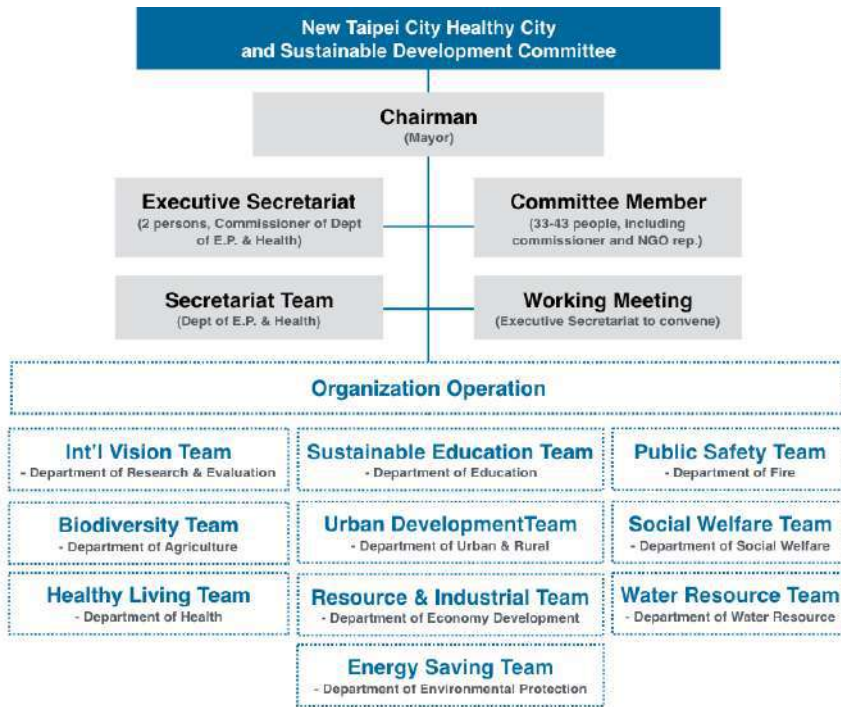 New Taipei City Healthy City
and Sustainable Development Committee
Chairman
(Mayor)
Executive Secretariat
(2 persons, Commissioner of Dept
of E.P. & Health)
Committee Member
(33-43 people, including
commissioner and NGO rep.)
Secretariat Team
(Dept of E.P. & Health)
Working Meeting
(Executive Secretariat to convene)
Organization Operation
Int'l Vision Team
- Department of Research & Evaluation
Sustainable Education Team
- Department of Education
Public Safety Team
- Department of Fire
Biodiversity Team
- Department of Agriculture
Urban DevelopmentTeam
- Department of Urban & Rural
Social Welfare Team
- Department of Social Welfare
Healthy Living Team
- Department of Health
Resource & Industrial Team
- Department of Economy Development
Water Resource Team
- Department of Water Resource
Energy Saving Team
- Department of Environmental Protection